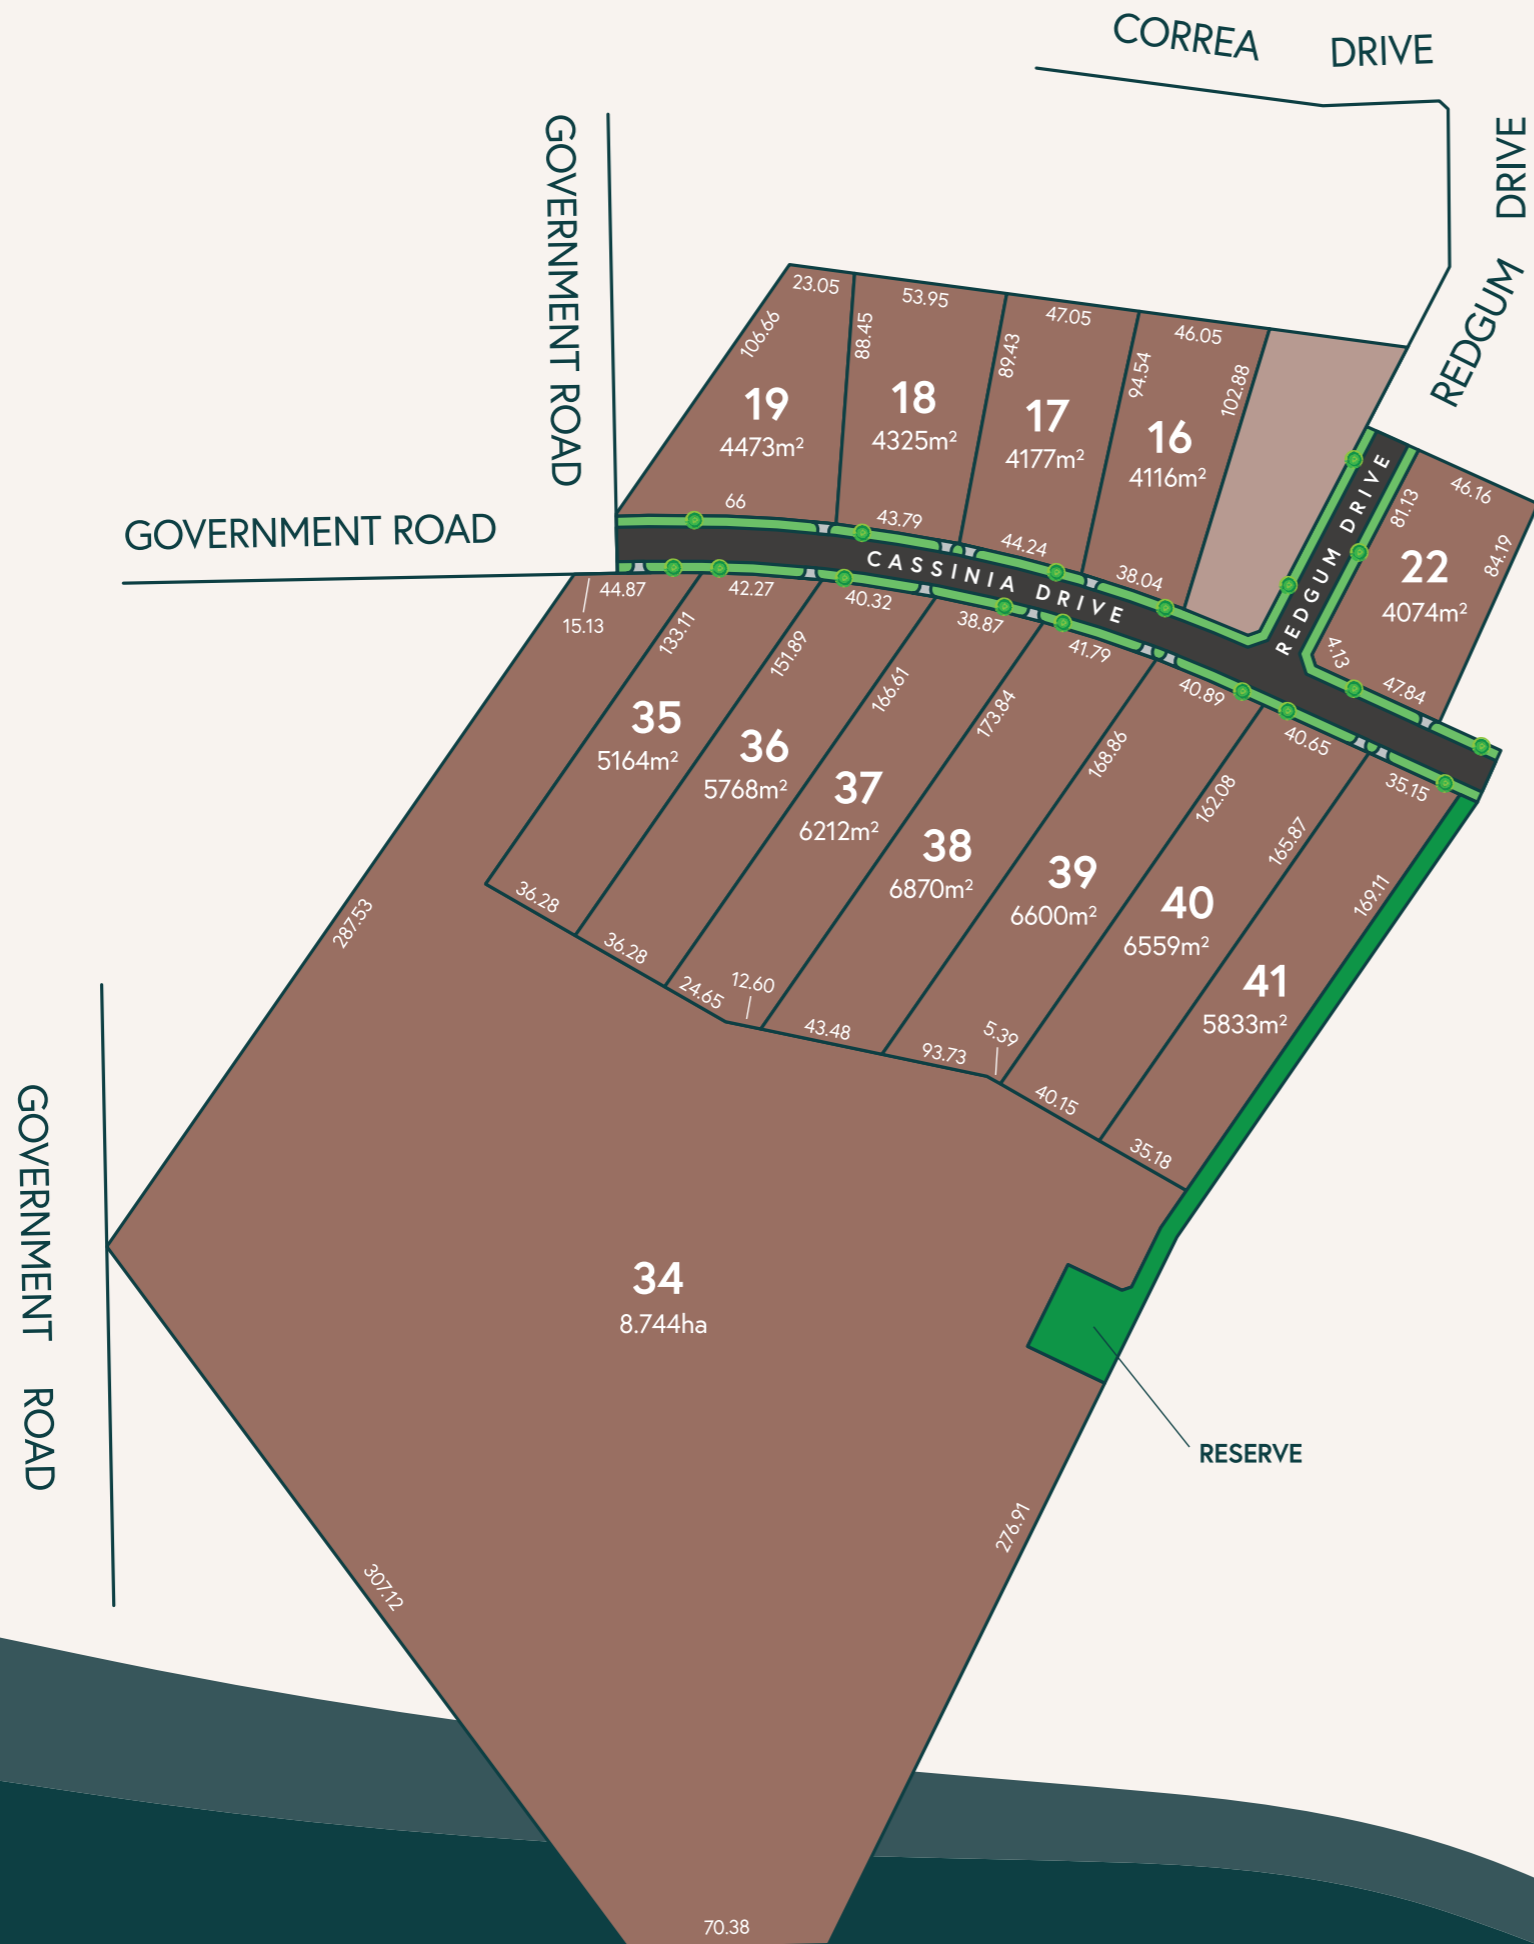 CORREA DRIVE
REDGUM DRIVE
GOVERNMENT ROAD
GOVERNMENT ROAD
23.05
53.95
47.05
46.05
106.66
88.45
89.43
94.54
102.88
19
4473m²
18
4325m²
17
4177m²
16
4116m²
66
43.79
44.24
38.04
REDGUM DRIVE
46.16
81.13
84.19
22
4074m²
4.73
47.84
CASSINIA DRIVE
15.13
44.87
42.27
40.32
38.87
41.79
40.89
40.65
35.15
133.11
151.89
166.61
173.84
168.86
162.08
165.87
169.11
35
5164m²
36
5768m²
37
6212m²
38
6870m²
39
6600m²
40
6559m²
41
5833m²
36.28
36.28
24.65
12.60
43.48
93.73
5.39
40.15
35.18
287.53
GOVERNMENT ROAD
34
8.744ha
RESERVE
276.91
307.12
70.38